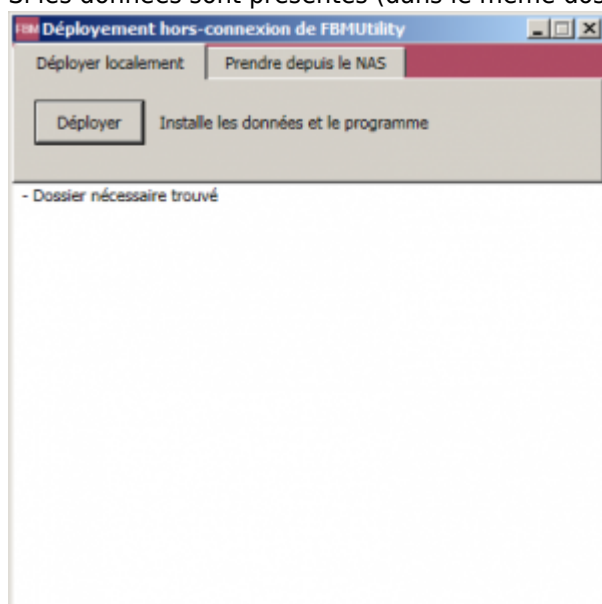 Si les données sont présentes (dans le même dos
FBM Déployement hors-connexion de FBMUtility
Déployer localement Prendre depuis le NAS
Déployer Installe les données et le programme
- Dossier nécessaire trouvé